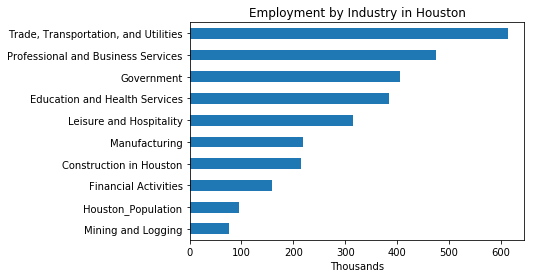 Employment by Industry in Houston
Trade, Transportation, and Utilities
Professional and Business Services
Government
Education and Health Services
Leisure and Hospitality
Manufacturing
Construction in Houston
Financial Activities
Houston_Population
Mining and Logging
0 100 200 300 400 500 600
Thousands